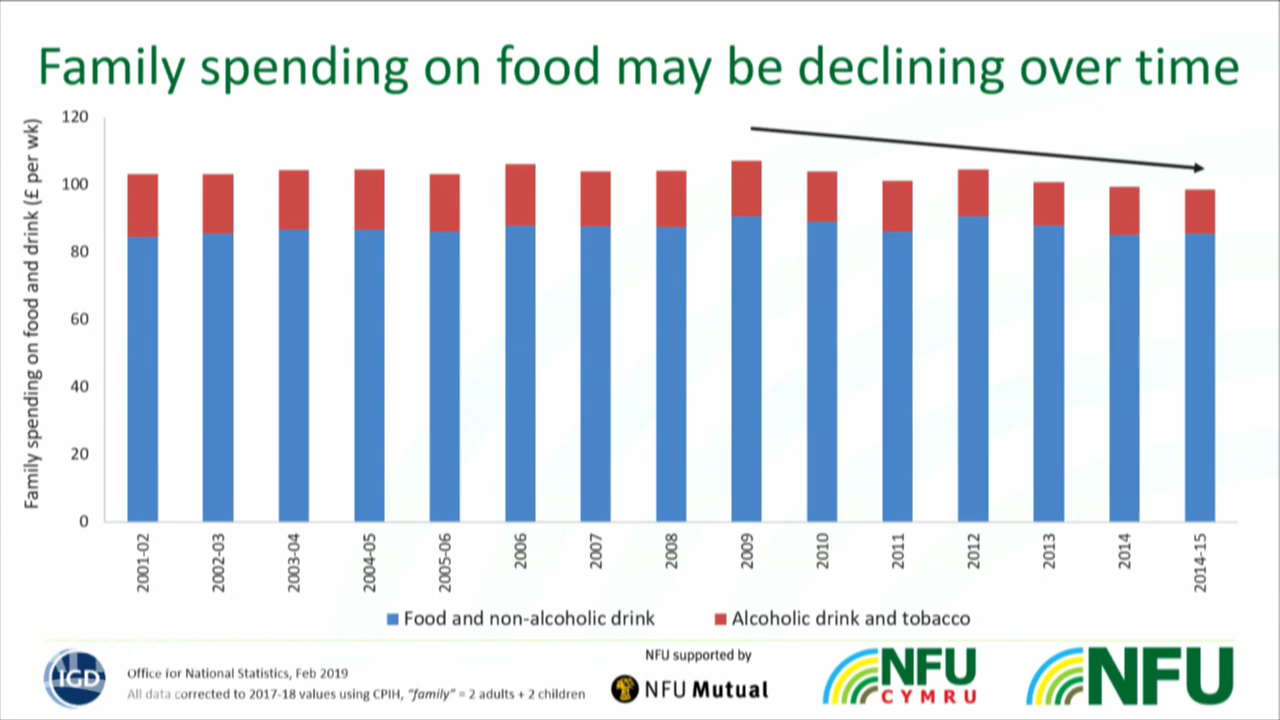 Family spending on food may be declining over time
Family spending on food and drink (£ per wk)
120
100
80
60
40
20
0
2001-02
2002-03
2003-04
2004-05
2005-06
2006
2007
2008
2009
2010
2011
2012
2013
2014
2014-15
Food and non-alcoholic drink
Alcoholic drink and tobacco
IGD
Office for National Statistics, Feb 2019
All data corrected to 2017-18 values using CPIH, "family" = 2 adults + 2 children
NFU supported by
NFU Mutual
NFU
CYMRU
NFU